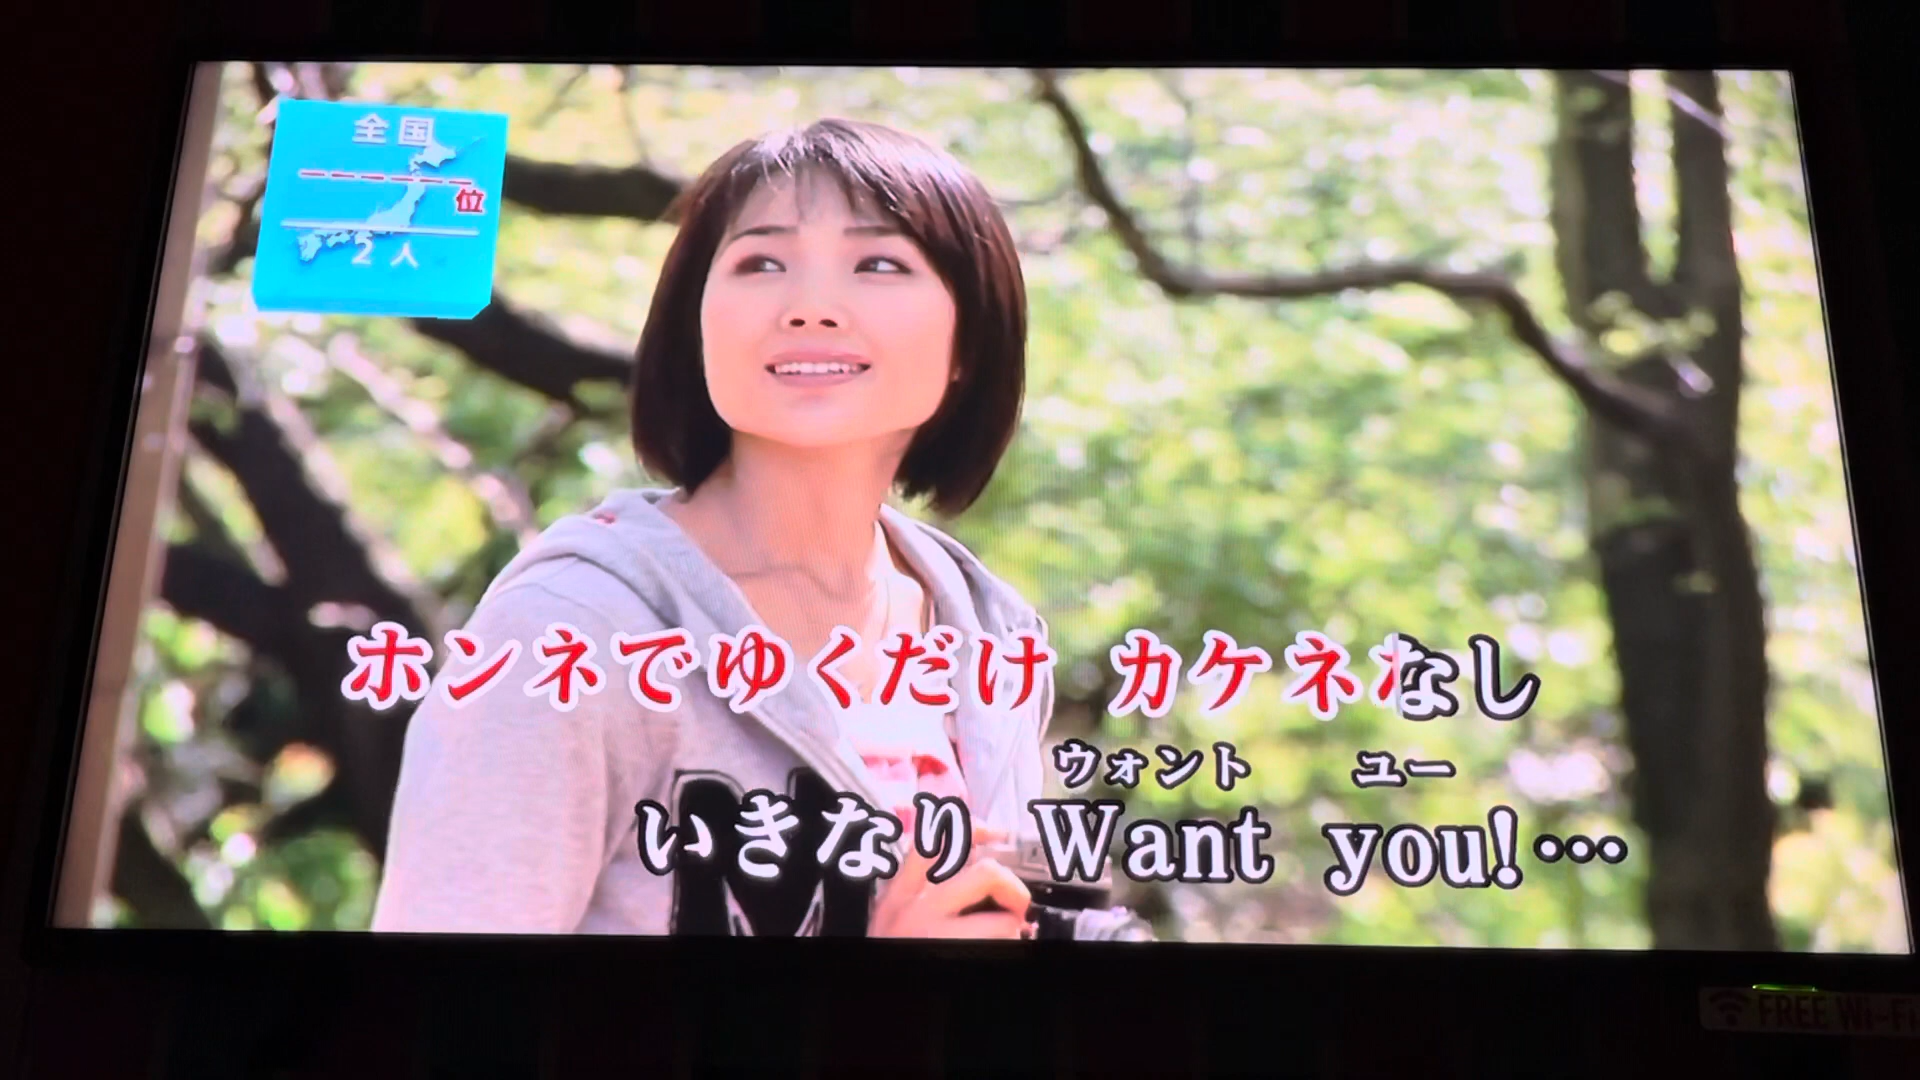 全国
------位
2人
ホンネでゆくだけ カケネなし
ウォント ユー
いきなり Want you!…
FREE Wi-Fi